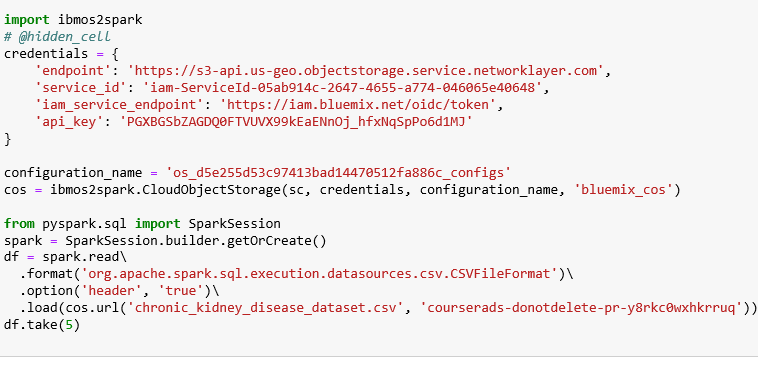 import ibmos2spark
# @hidden_cell
credentials = {
    'endpoint': 'https://s3-api.us-geo.objectstorage.service.networklayer.com',
    'service_id': 'iam-ServiceId-05ab914c-2647-4655-a774-046065e40648',
    'iam_service_endpoint': 'https://iam.bluemix.net/oidc/token',
    'api_key': 'PGXBGSbZAGDQ0FTVUVX99kEaENnOj_hfxNqSpPo6d1MJ'
}
configuration_name = 'os_d5e255d53c97413bad14470512fa886c_configs'
cos = ibmos2spark.CloudObjectStorage(sc, credentials, configuration_name, 'bluemix_cos')
from pyspark.sql import SparkSession
spark = SparkSession.builder.getOrCreate()
df = spark.read\
  .format('org.apache.spark.sql.execution.datasources.csv.CSVFileFormat')\
  .option('header', 'true')\
  .load(cos.url('chronic_kidney_disease_dataset.csv', 'courserads-donotdelete-pr-y8rkc0wxhkrruq'))
df.take(5)